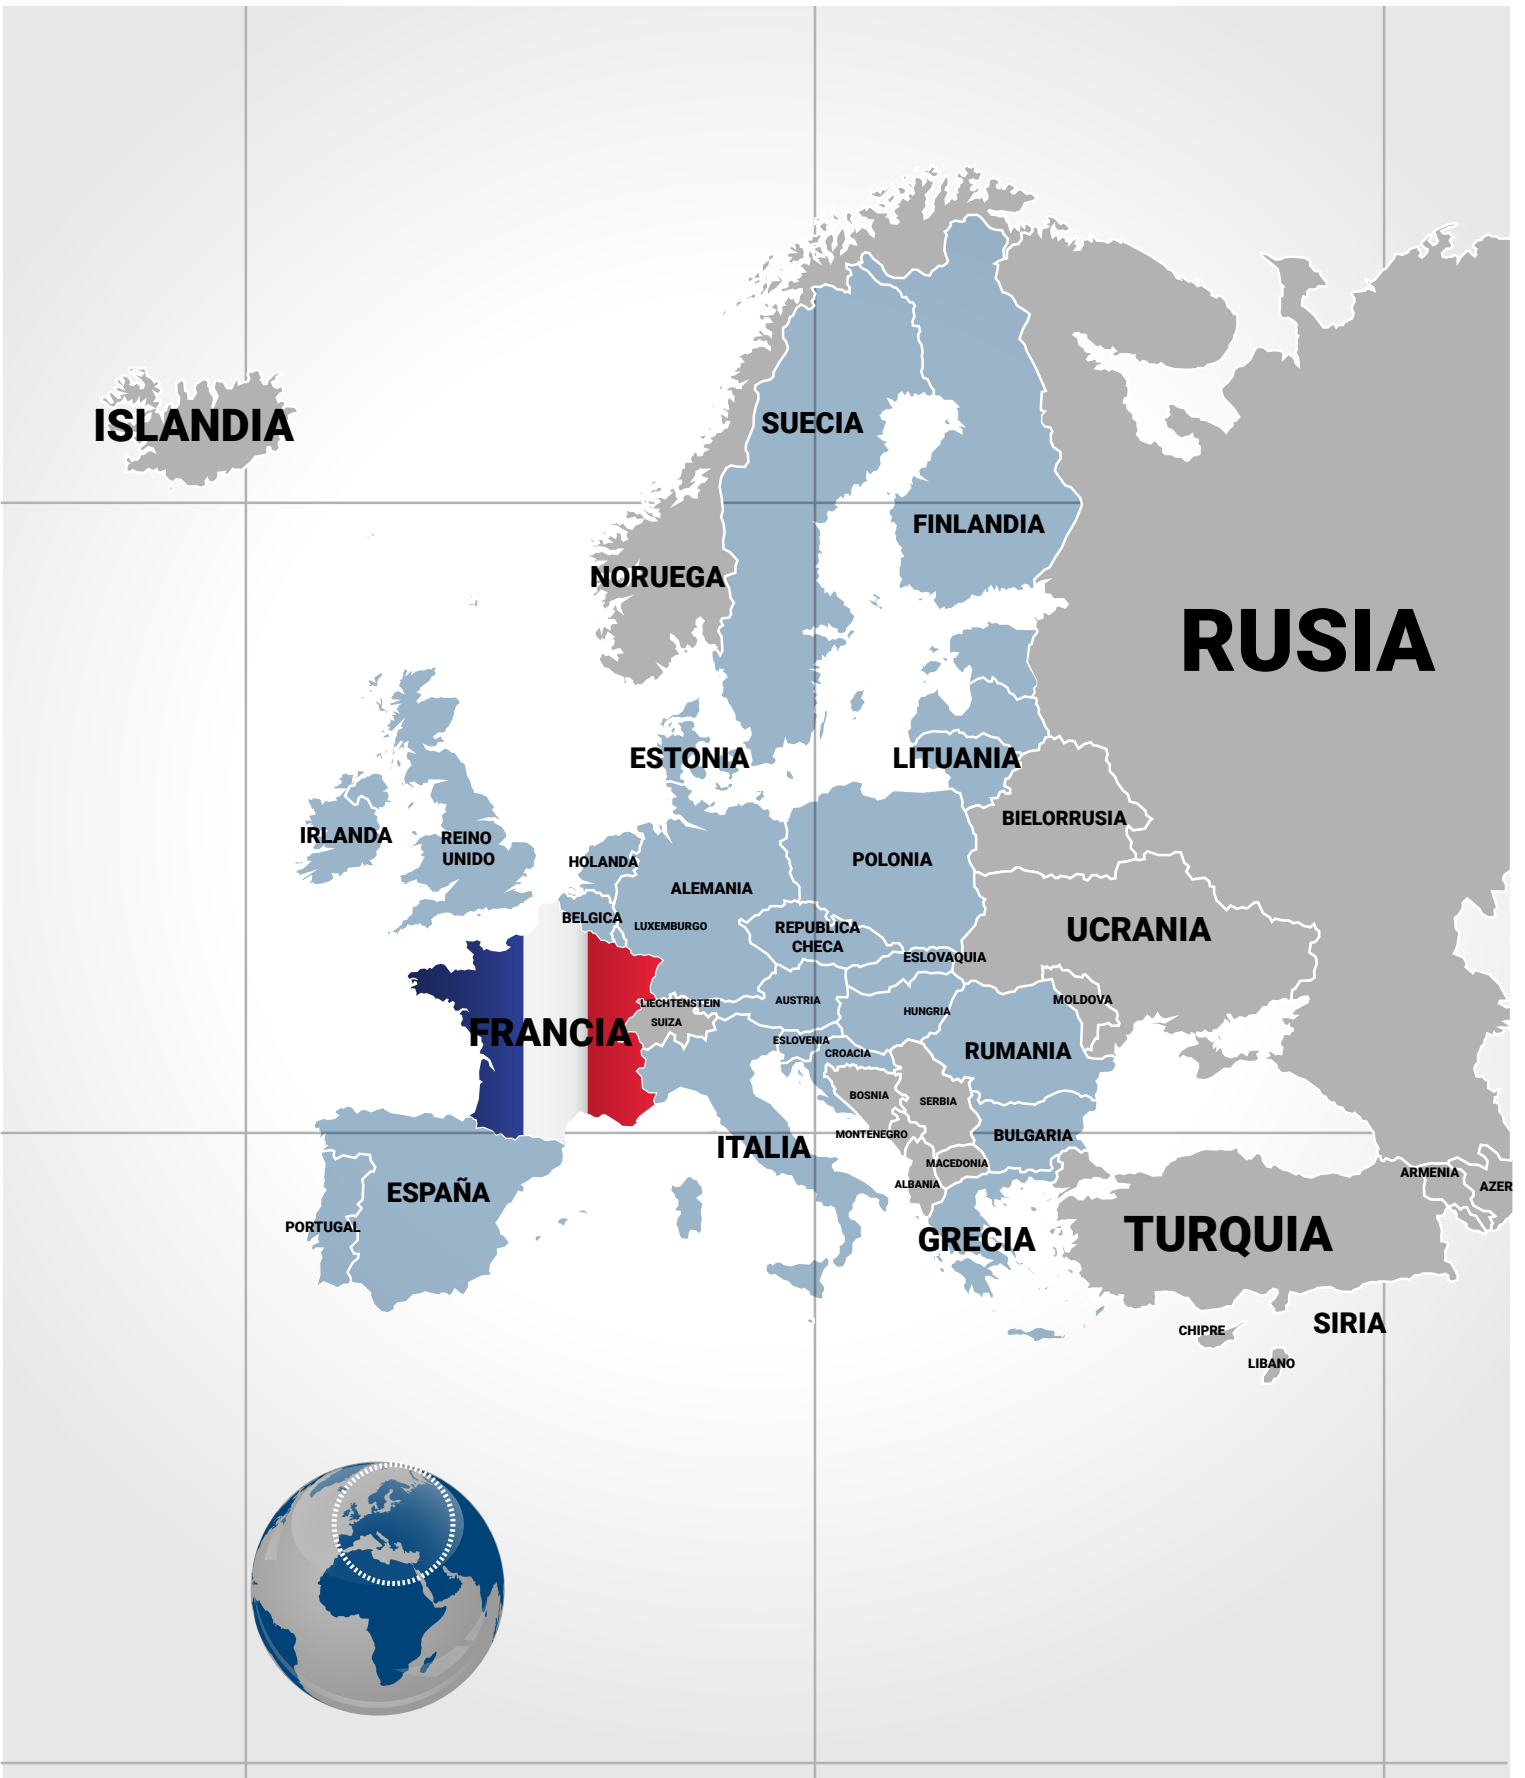 ISLANDIA
SUECIA
FINLANDIA
NORUEGA
RUSIA
ESTONIA
LITUANIA
BIELORRUSIA
IRLANDA
REINO
UNIDO
HOLANDA
POLONIA
ALEMANIA
BELGICA
LUXEMBURGO
REPUBLICA
CHECA
UCRANIA
ESLOVAQUIA
LIECHTENSTEIN
AUSTRIA
MOLDOVA
HUNGRIA
SUIZA
FRANCIA
ESLOVENIA
CROACIA
RUMANIA
BOSNIA
SERBIA
MONTENEGRO
BULGARIA
ITALIA
MACEDONIA
ALBANIA
ARMENIA
AZER
ESPAÑA
PORTUGAL
GRECIA
TURQUIA
SIRIA
CHIPRE
LIBANO